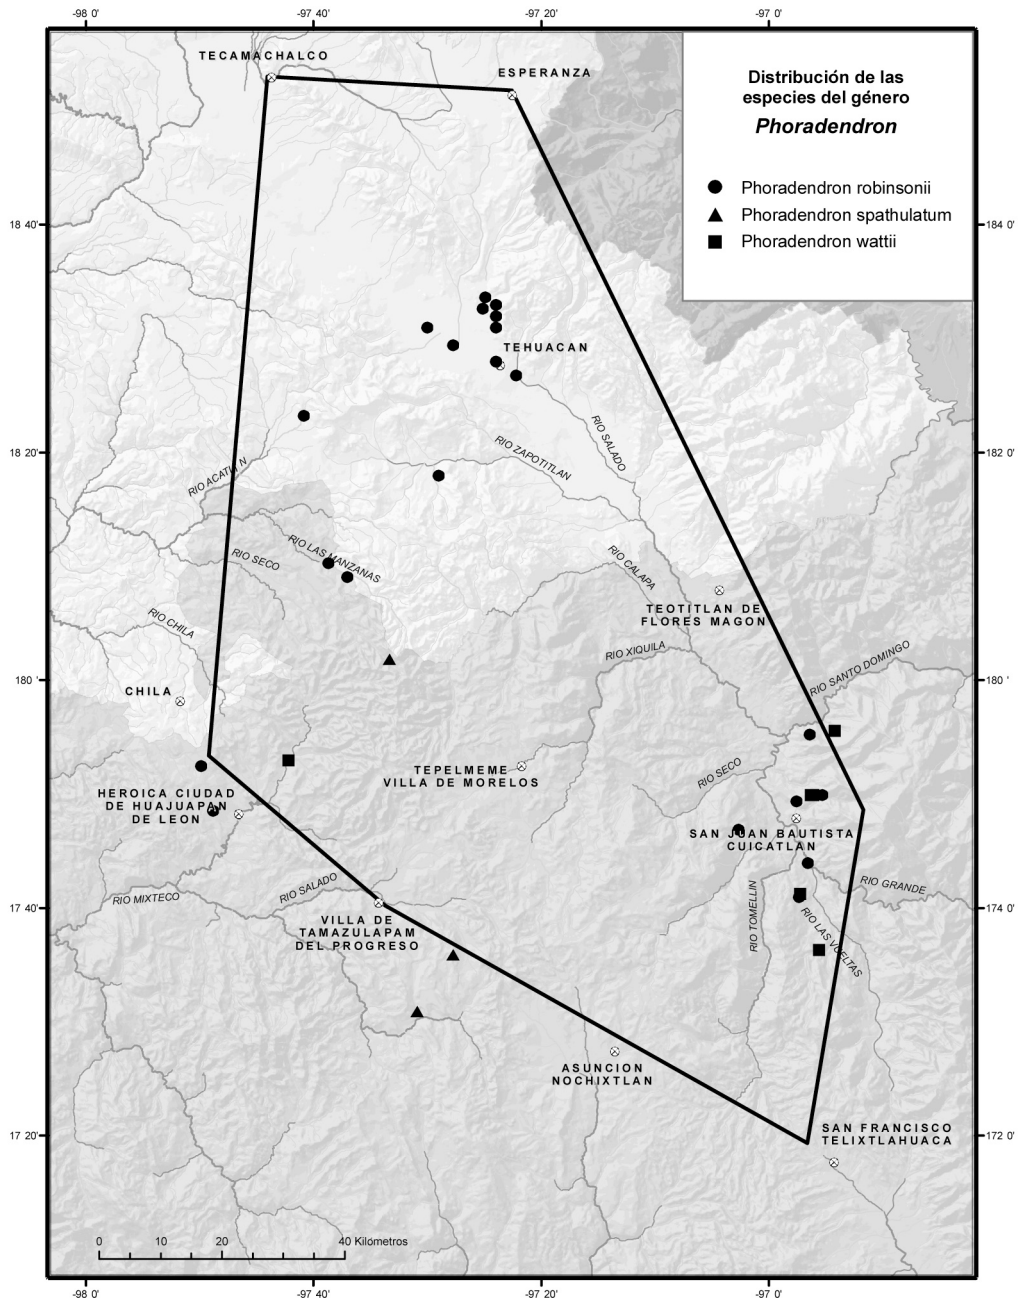 -98 0'
-97 40'
-97 20'
-97 0'
TECAMACHALCO
ESPERANZA
Distribución de las
especies del género
Phoradendron
Phoradendron robinsonii
Phoradendron spathulatum
Phoradendron wattii
18 40'
184 0'
TEHUACAN
RIO SALADO
RIO ZAPOTITLAN
18 20'
182 0'
RIO ACATL N
RIO LAS MANZANAS
RIO SECO
RIO CALAPA
TEOTITLAN DE
FLORES MAGON
RIO CHILA
RIO XIQUILA
RIO SANTO DOMINGO
180 '
180 0'
CHILA
TEPELMEME
VILLA DE MORELOS
RIO SECO
HEROICA CIUDAD
DE HUAJUAPAN
DE LEON
SAN JUAN BAUTISTA
CUICATLAN
RIO SALADO
RIO MIXTECO
RIO GRANDE
17 40'
174 0'
VILLA DE
TAMAZULAPAM
DEL PROGRESO
RIO TOMELLIN
RIO LAS VUELTAS
ASUNCION
NOCHIXTLAN
17 20'
172 0'
SAN FRANCISCO
TELIXTLAHUACA
0 10 20 40 Kilometros
-98 0'
-97 40'
-97 20'
-97 0'